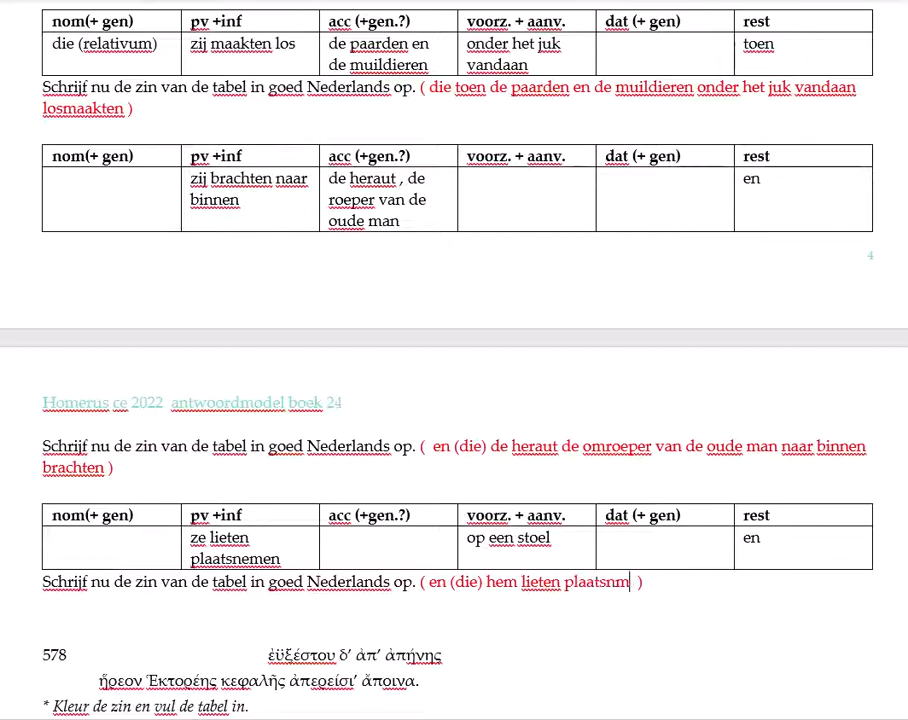 nom(+ gen) pv +inf acc (+gen.?) voorz. + aanv. dat (+ gen) rest
die (relativum) zij maakten los de paarden en onder het juk toen
de muildieren vandaan
Schrijf nu de zin van de tabel in goed Nederlands op. ( die toen de paarden en de muildieren onder het juk vandaan
losmaakten )
nom(+ gen) pv +inf acc (+gen.?) voorz. + aanv. dat (+ gen) rest
zij brachten naar de heraut , de en
binnen roeper van de
oude man
4
Homerus ce 2022 antwoordmodel boek 24
Schrijf nu de zin van de tabel in goed Nederlands op. ( en (die) de heraut de omroeper van de oude man naar binnen
brachten )
nom(+ gen) pv +inf acc (+gen.?) voorz. + aanv. dat (+ gen) rest
ze lieten op een stoel en
plaatsnemen
Schrijf nu de zin van de tabel in goed Nederlands op. ( en (die) hem lieten plaatsnm )
578 ἐϋξέστου δ’ ἀπ’ ἀπήνης
ᾕρεον Ἑκτορέης κεφαλῆς ἀπερείσι’ ἄποινα.
* Kleur de zin en vul de tabel in.